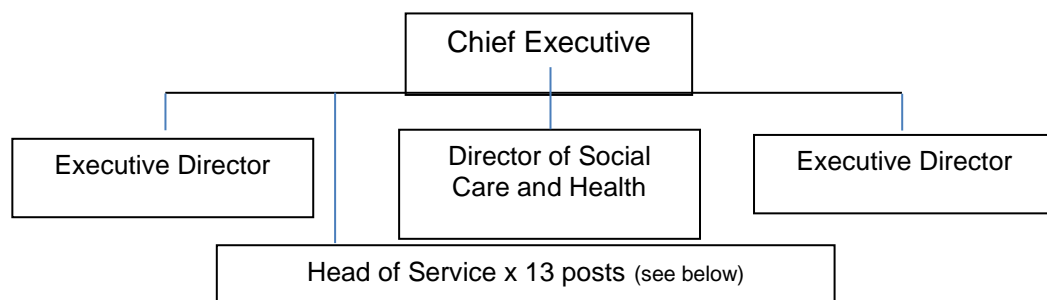 Chief Executive
Executive Director
Director of Social
Care and Health
Executive Director
Head of Service x 13 posts (see below)